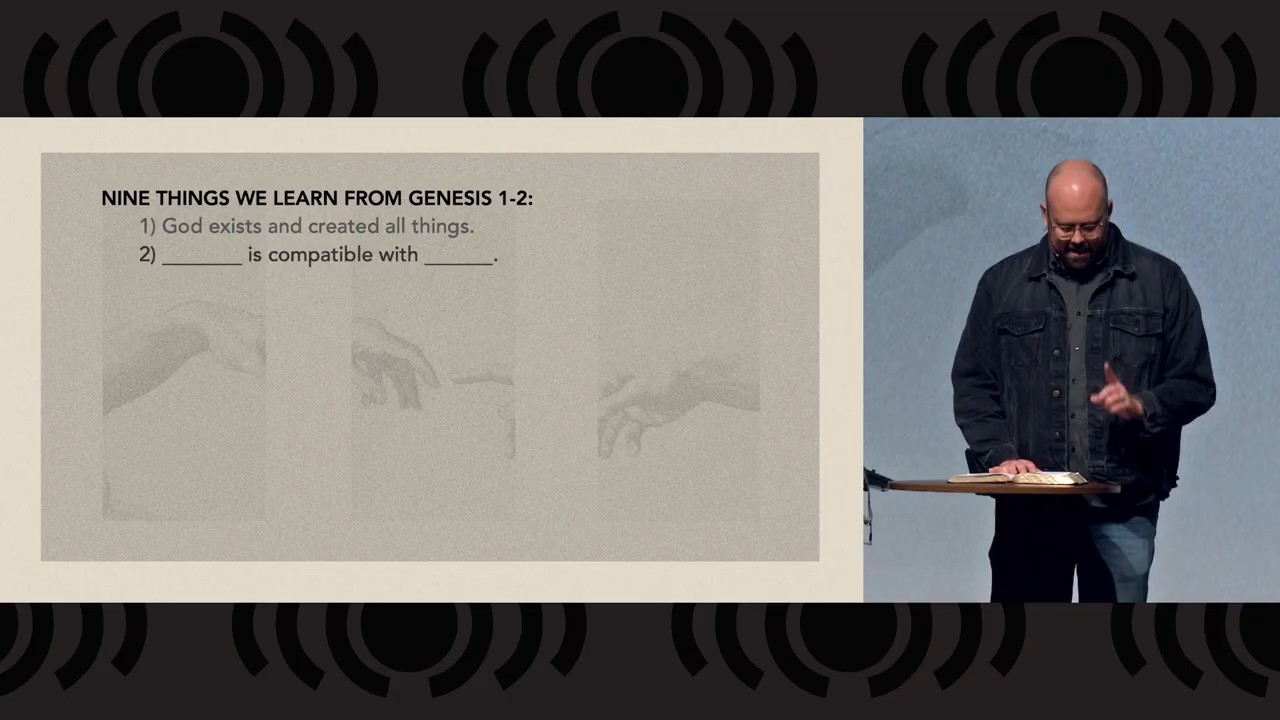 NINE THINGS WE LEARN FROM GENESIS 1-2:
1) God exists and created all things.
2) ________ is compatible with _______.